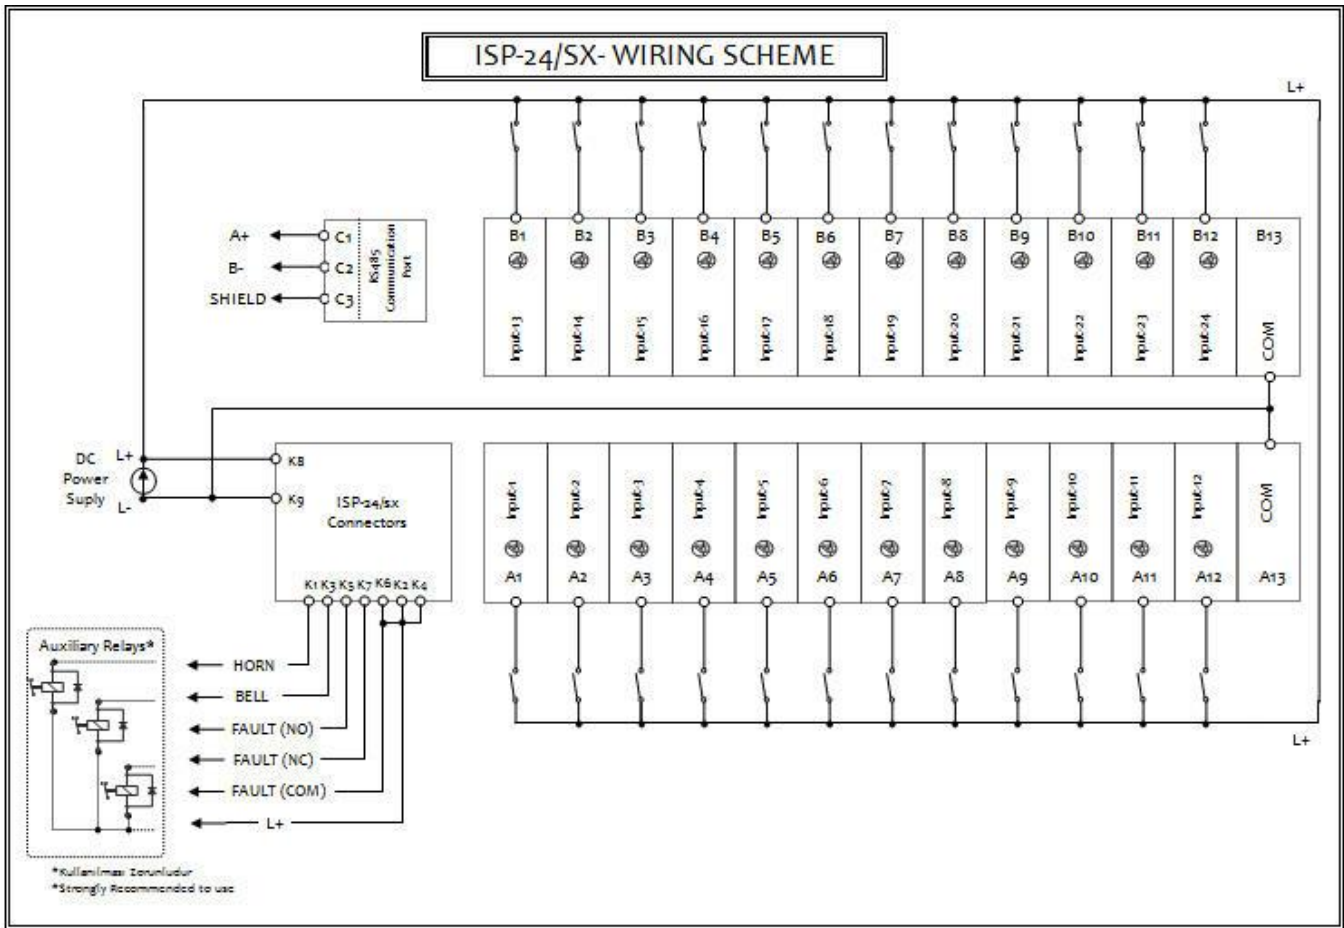 ISP-24/SX- WIRING SCHEME
L+
A+
C1
B-
C2
SHIELD
C3
RS485
Communication
Port
B1
B2
B3
B4
B5
B6
B7
B8
B9
B10
B11
B12
B13
Input-13
Input-14
Input-15
Input-16
Input-17
Input-18
Input-19
Input-20
Input-21
Input-22
Input-23
Input-24
COM
DC
Power
Suply
L+
L-
K8
K9
ISP-24/sx
Connectors
K1 K3 K5 K7 K6 K2 K4
Input-1
Input-2
Input-3
Input-4
Input-5
Input-6
Input-7
Input-8
Input-9
Input-10
Input-11
Input-12
COM
A1
A2
A3
A4
A5
A6
A7
A8
A9
A10
A11
A12
A13
L+
Auxiliary Relays*
HORN
BELL
FAULT (NO)
FAULT (NC)
FAULT (COM)
L+
*Kullanılması Zorunludur
*Strongly Recommended to use